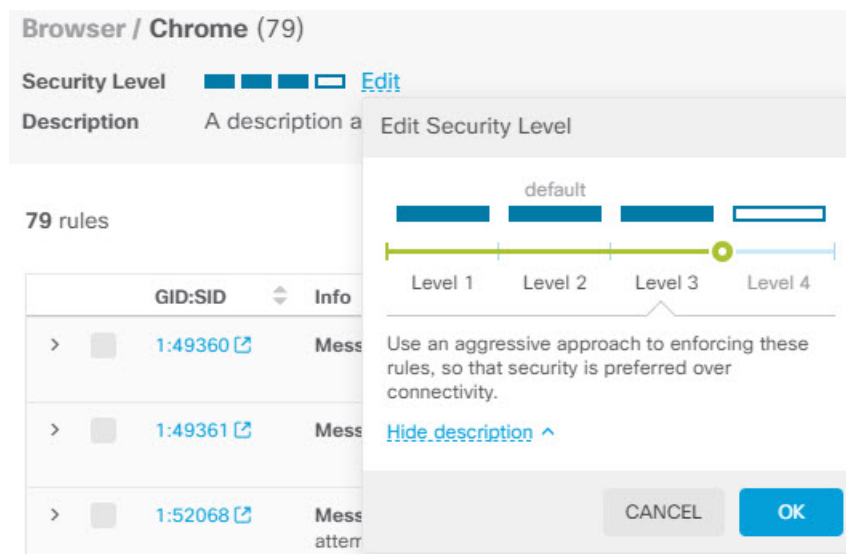 Browser / Chrome (79)
Security Level Edit
Description A description a
Edit Security Level
default
Level 1 Level 2 Level 3 Level 4
Use an aggressive approach to enforcing these
rules, so that security is preferred over
connectivity.
Hide description
CANCEL OK
79 rules
GID:SID Info
1:49360 Mess
1:49361 Mess
1:52068 Mess
attem